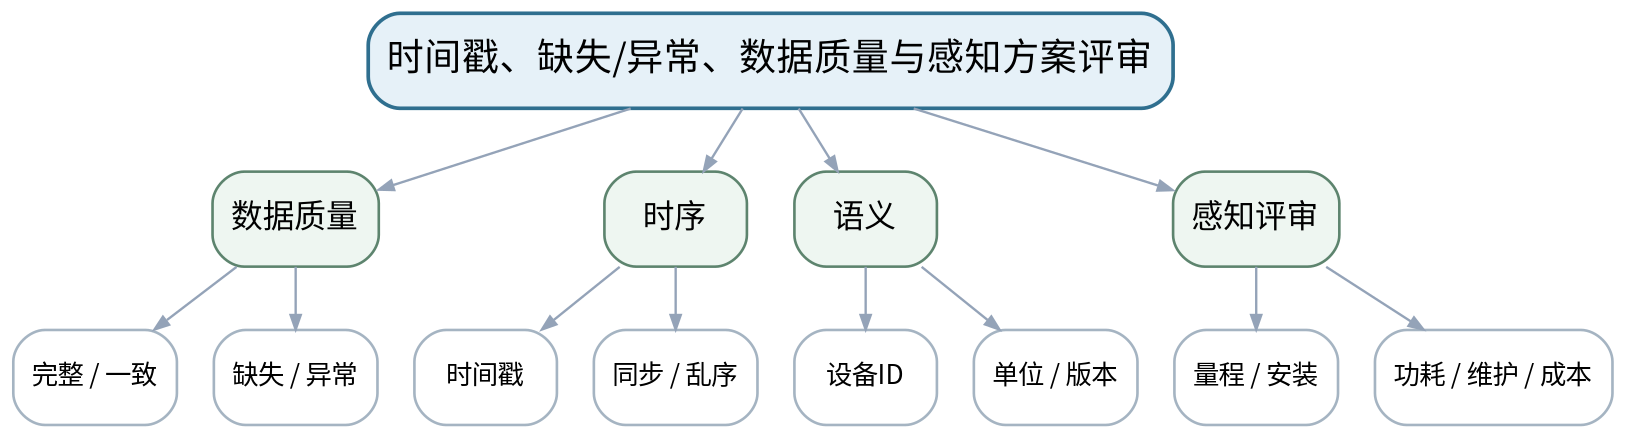 时间戳、缺失/异常、数据质量与感知方案评审
数据质量
时序
语义
感知评审
完整 / 一致
缺失 / 异常
时间戳
同步 / 乱序
设备ID
单位 / 版本
量程 / 安装
功耗 / 维护 / 成本